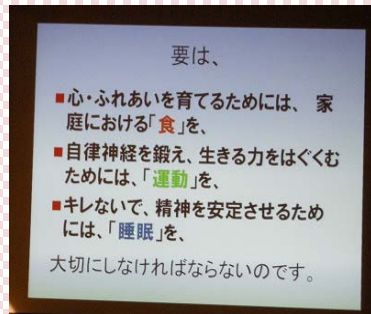 要は、
■心・ふれあいを育てるためには、 家
庭における「食」を、
■自律神経を鍛え、生きる力をはぐくむ
ためには、「運動」を、
■キレないで、精神を安定させるため
には、「睡眠」を、
大切にしなければならないのです。